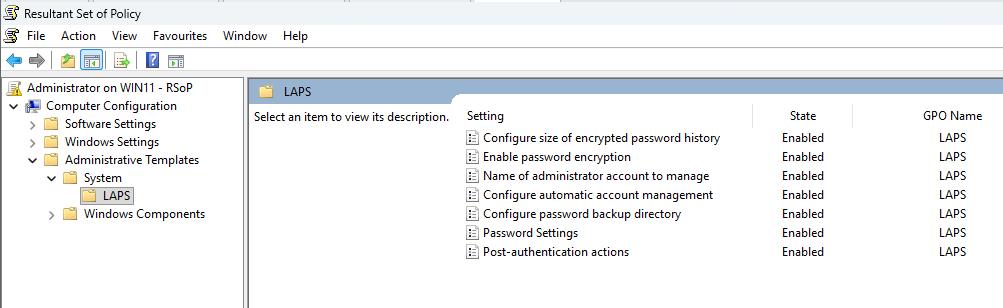 Resultant Set of Policy
File Action View Favourites Window Help
Administrator on WIN11 - RSoP
Computer Configuration
Software Settings
Windows Settings
Administrative Templates
System
LAPS
Windows Components
LAPS
Select an item to view its description.
Setting State GPO Name
Configure size of encrypted password history Enabled LAPS
Enable password encryption Enabled LAPS
Name of administrator account to manage Enabled LAPS
Configure automatic account management Enabled LAPS
Configure password backup directory Enabled LAPS
Password Settings Enabled LAPS
Post-authentication actions Enabled LAPS